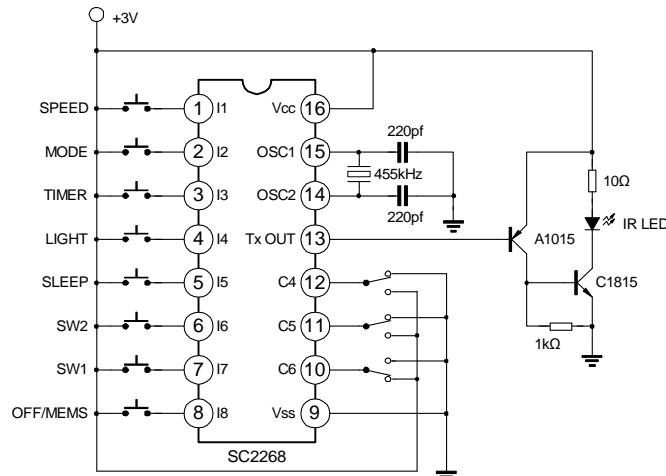 +3V
SPEED 1 I1 Vcc 16
MODE 2 I2 OSC1 15
220pf
455kHz
TIMER 3 I3 OSC2 14
220pf
10Ω
LIGHT 4 I4 Tx OUT 13
A1015
IR LED
SLEEP 5 I5 C4 12
C1815
SW2 6 I6 C5 11
1kΩ
SW1 7 I7 C6 10
OFF/MEMS 8 I8 Vss 9
SC2268